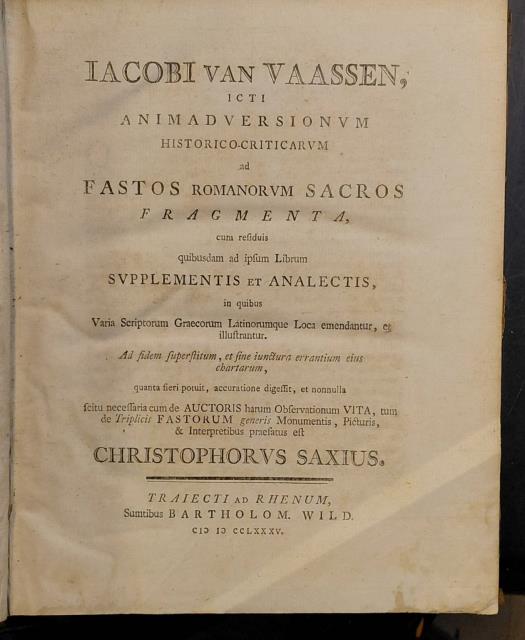 IACOBI VAN VAASSEN,
ICTI
ANIMADVERSIONVM
HISTORICO-CRITICARVM
ad
FASTOS ROMANORVM SACROS
FRAGMENTA,
cum reſiduis
quibusdam ad ipſum Librum
SVPPLEMENTIS ET ANALECTIS,
in quibus
Varia Scriptorum Graecorum Latinorumque Loca emendantur, et
illuſtrantur.
Ad fidem ſuperſtitum, et ſine iunctura errantium eius
chartarum,
quanta fieri potuit, accuratione digeſſit, et nonnulla
ſcitu neceſſaria cum de AUCTORIS harum Obſervationum VITA, tum
de Triplicis FASTORUM generis Monumentis, Picturis,
& Interpretibus praefatus eſt
CHRISTOPHORVS SAXIUS.
TRAIECTI AD RHENUM,
Sumtibus BARTHOLOM. WILD.
CIↃ IↃ CCLXXXV.